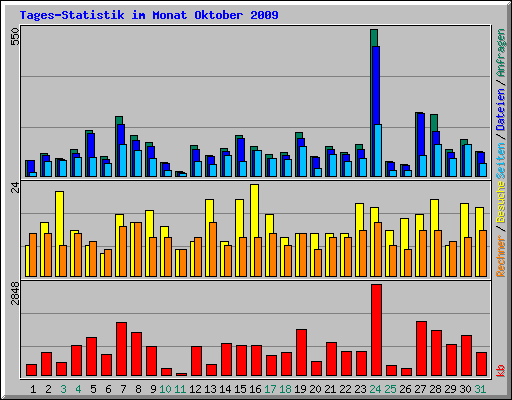 Tages-Statistik im Monat Oktober 2009
550
24
2848
Rechner / Besuche Seiten / Dateien / Anfragen
kb
1 2 3 4 5 6 7 8 9 10 11 12 13 14 15 16 17 18 19 20 21 22 23 24 25 26 27 28 29 30 31